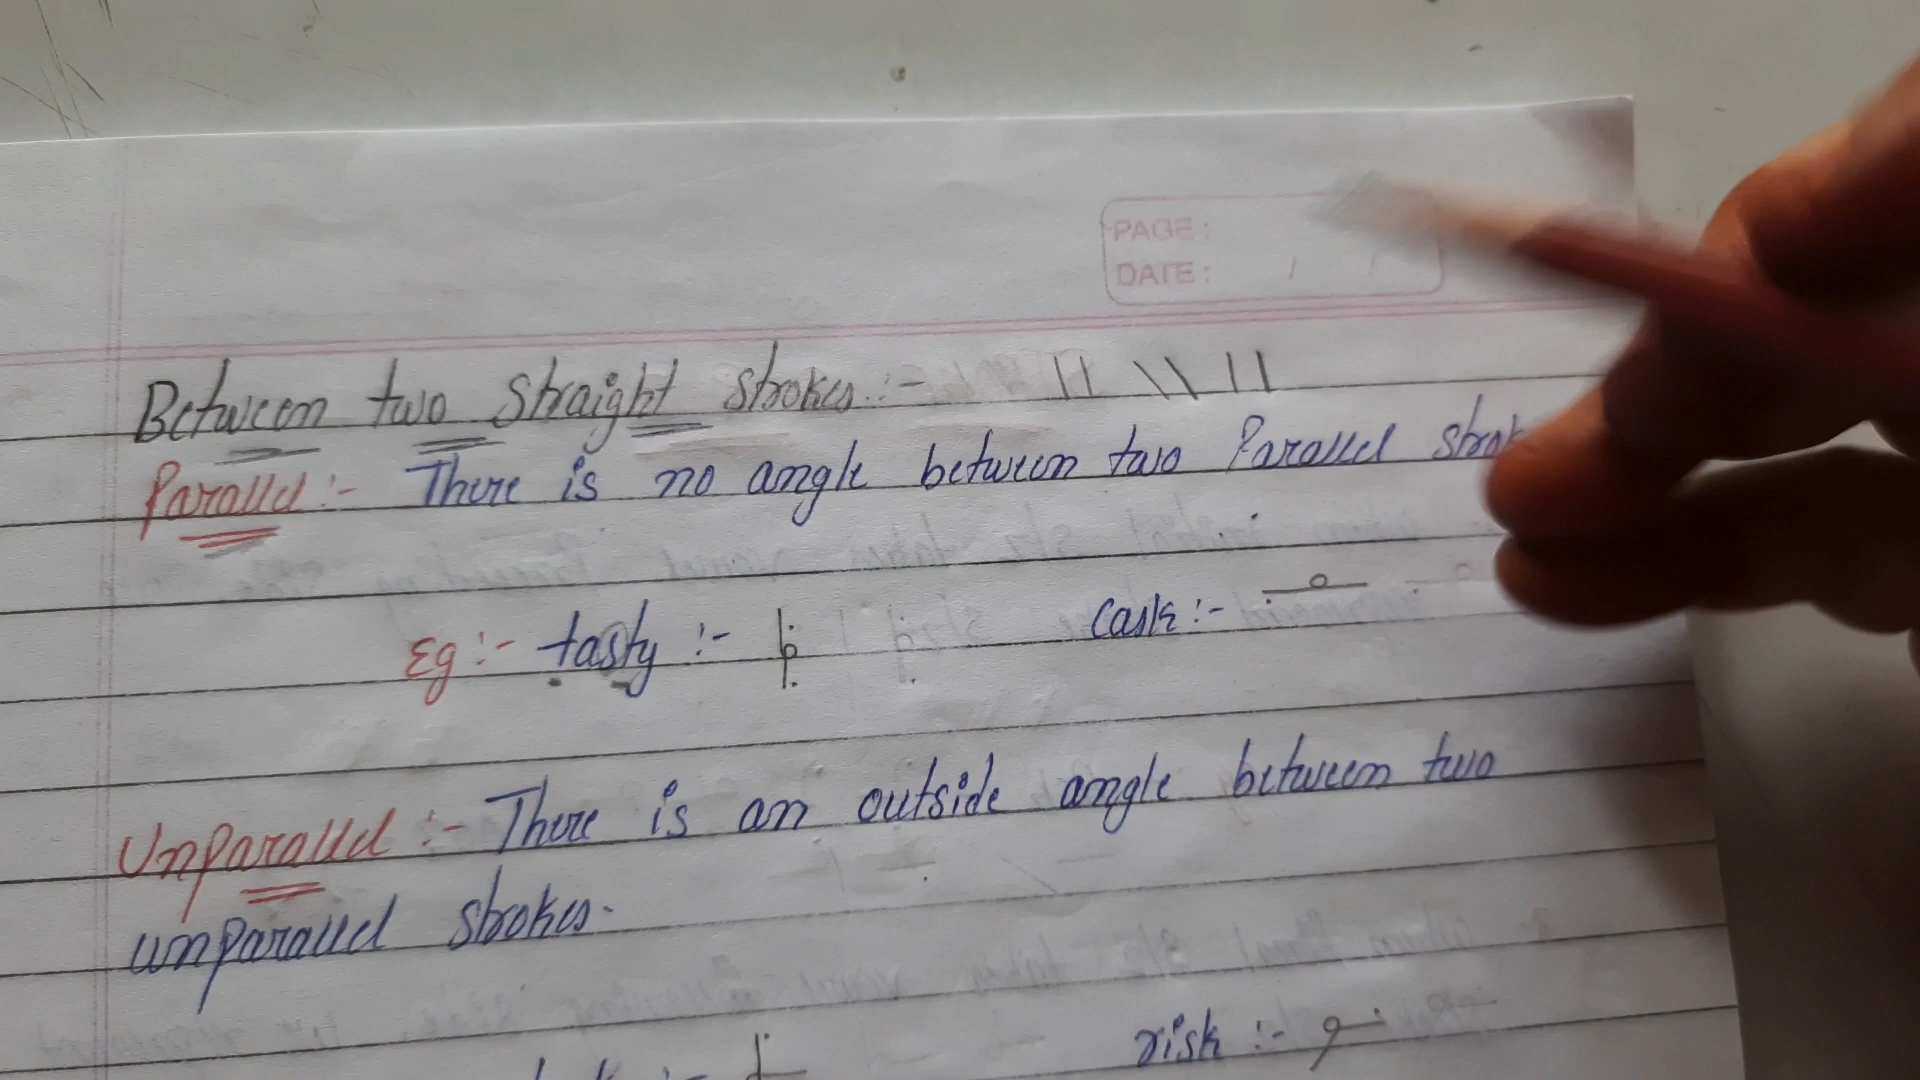 PAGE :
DATE : / /
Between two straight strokes :-
Parallel :- There is no angle between two Parallel
Eg :- tasty :- cask :-
Unparallel :- There is an outside angle between two
unparallel strokes.
risk :-